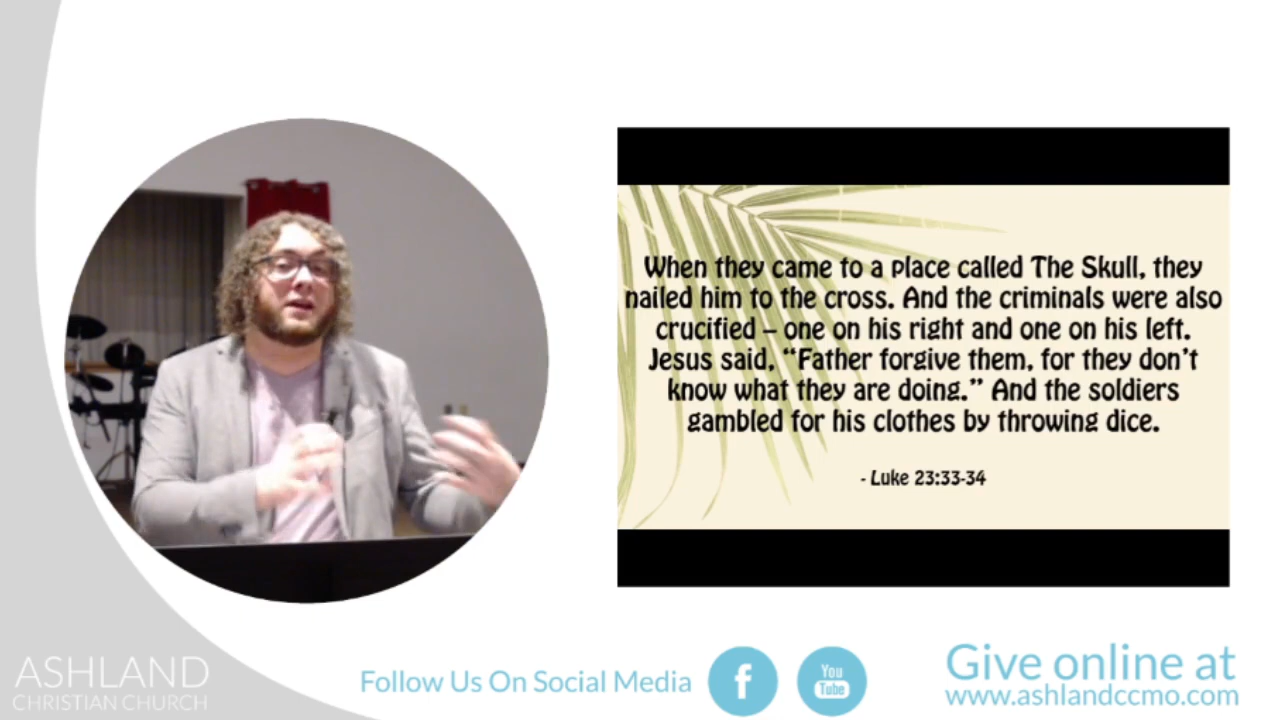 When they came to a place called The Skull, they
nailed him to the cross. And the criminals were also
crucified – one on his right and one on his left.
Jesus said, “Father forgive them, for they don’t
know what they are doing.” And the soldiers
gambled for his clothes by throwing dice.
- Luke 23:33-34
ASHLAND
CHRISTIAN CHURCH
Follow Us On Social Media
f
You
Tube
Give online at
www.ashlandccmo.com